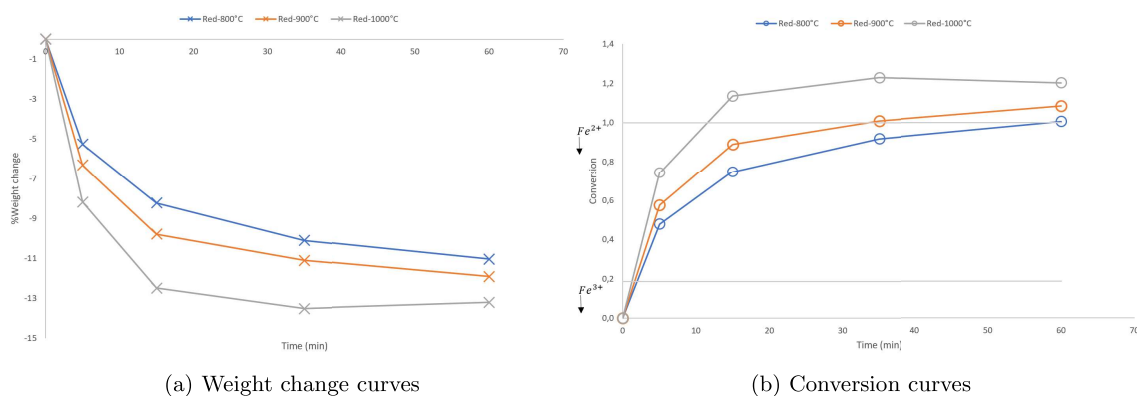 Red-800°C Red-900°C Red-1000°C
0 10 20 30 40 50 60 70
-1
-3
-5
-7
-9
-11
-13
-15
%Weight change
Time (min)
(a) Weight change curves
Red-800°C Red-900°C Red-1000°C
1,4
1,2
1,0
Fe²⁺
0,8
0,6
0,4
0,2
Fe³⁺
0,0
Conversion
0 10 20 30 40 50 60 70
Time (min)
(b) Conversion curves